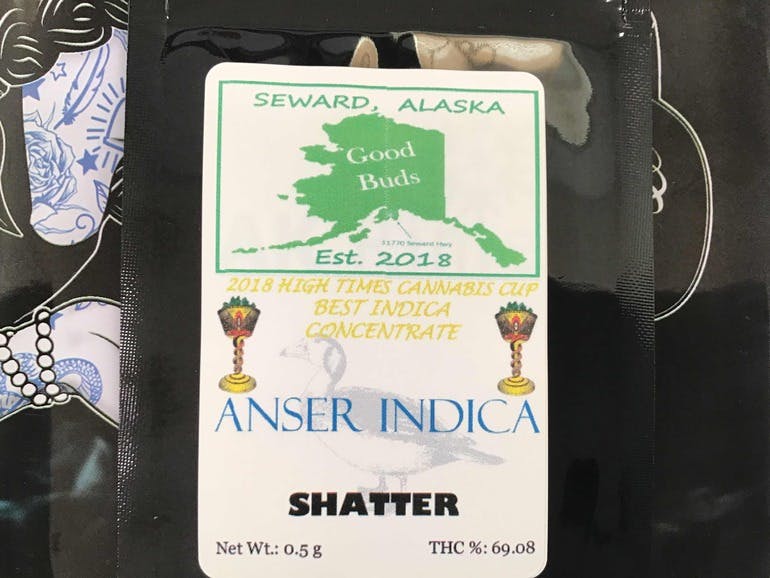 SEWARD, ALASKA
Good
Buds
31770 Seward Hwy
Est. 2018
2018 HIGH TIMES CANNABIS CUP
BEST INDICA
CONCENTRATE
ANSER INDICA
SHATTER
Net Wt.: 0.5 g THC %: 69.08